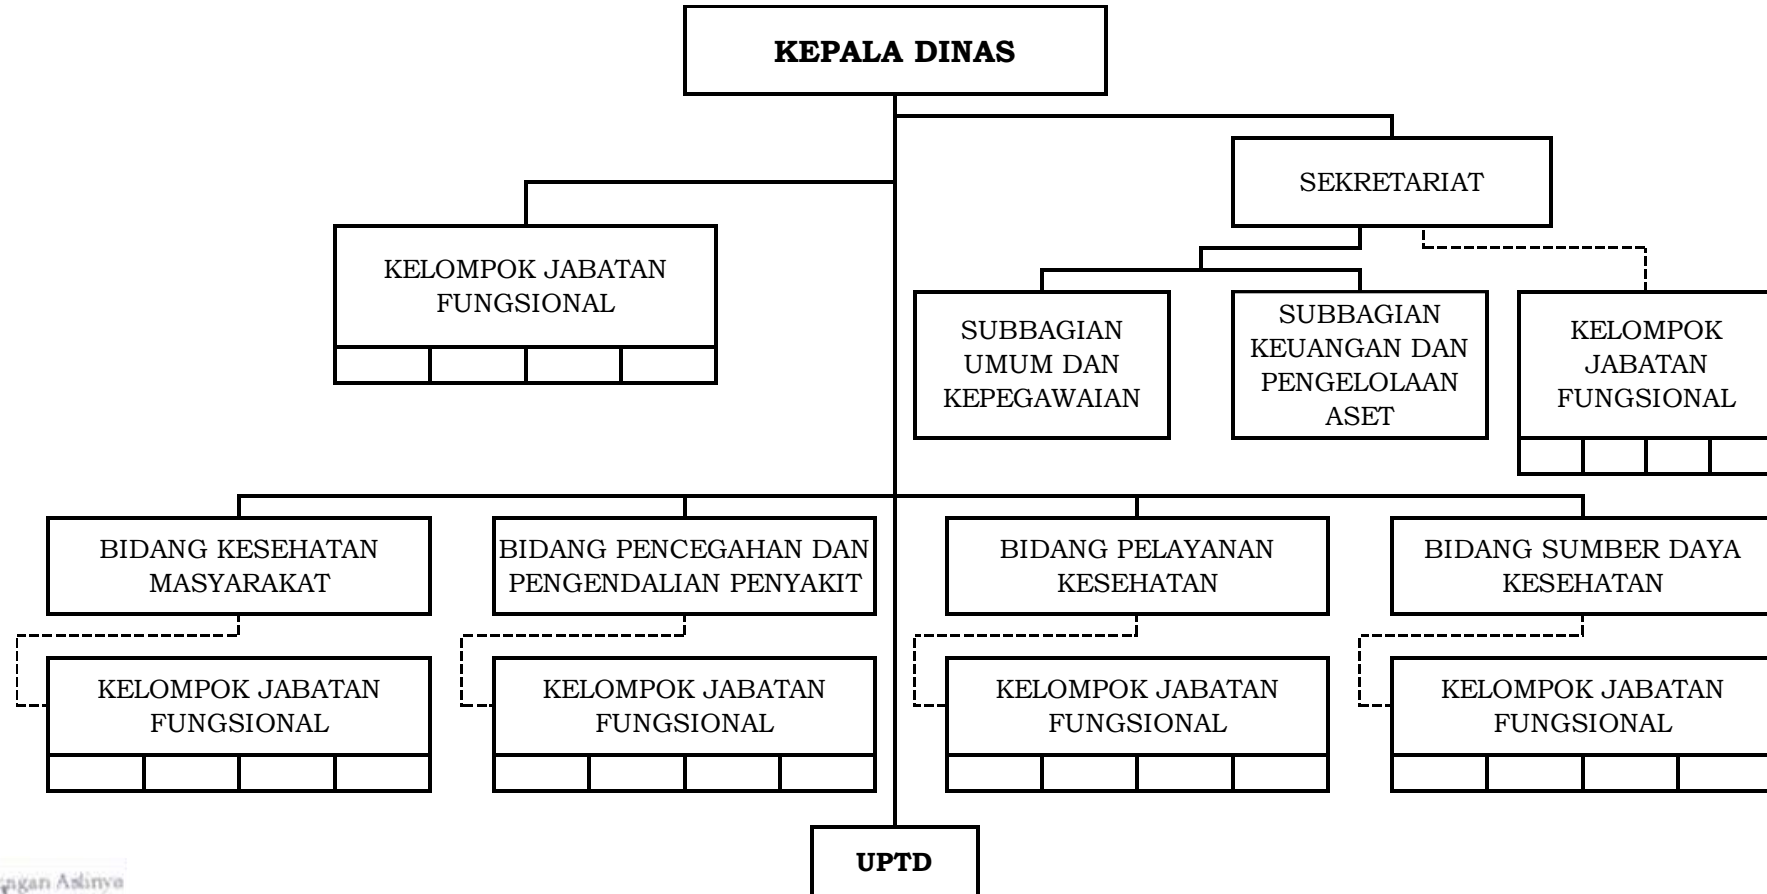 KEPALA DINAS
SEKRETARIAT
KELOMPOK JABATAN
FUNGSIONAL
SUBBAGIAN
UMUM DAN
KEPEGAWAIAN
SUBBAGIAN
KEUANGAN DAN
PENGELOLAAN
ASET
KELOMPOK
JABATAN
FUNGSIONAL
BIDANG KESEHATAN
MASYARAKAT
BIDANG PENCEGAHAN DAN
PENGENDALIAN PENYAKIT
BIDANG PELAYANAN
KESEHATAN
BIDANG SUMBER DAYA
KESEHATAN
KELOMPOK JABATAN
FUNGSIONAL
KELOMPOK JABATAN
FUNGSIONAL
KELOMPOK JABATAN
FUNGSIONAL
KELOMPOK JABATAN
FUNGSIONAL
UPTD
Aslinya